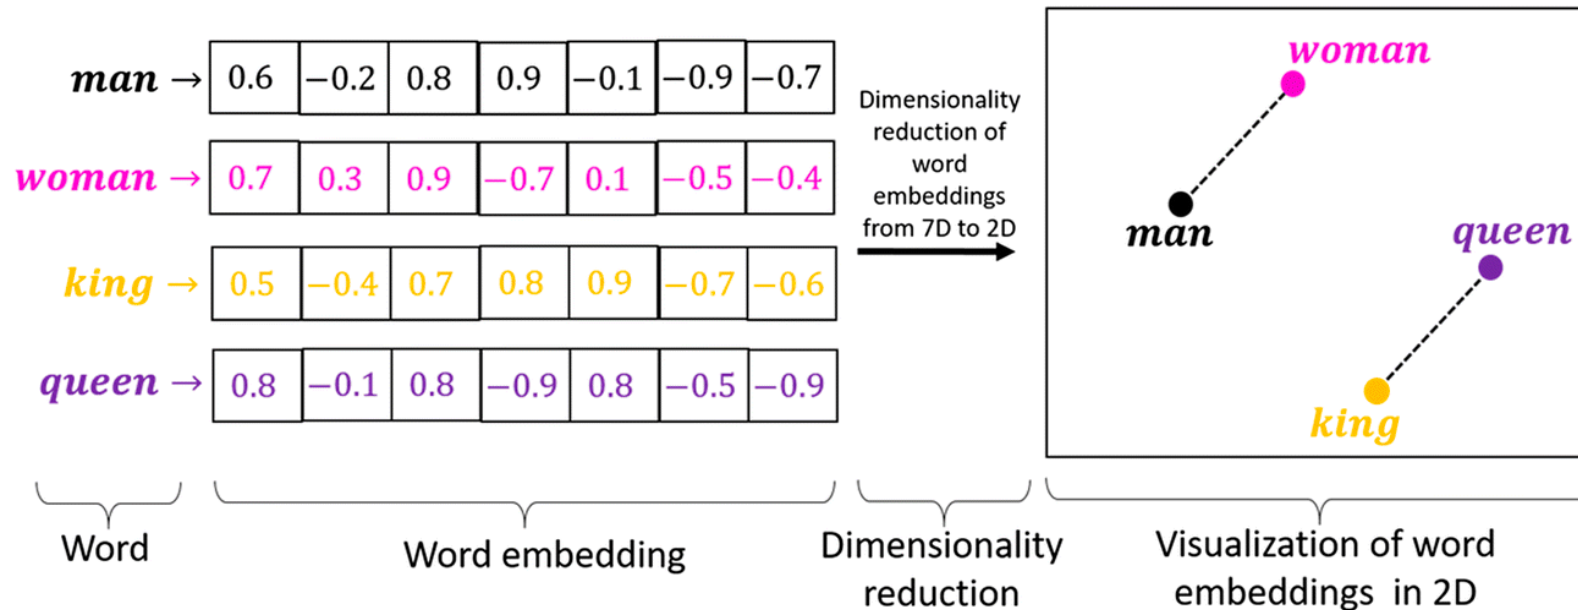 man → 0.6 −0.2 0.8 0.9 −0.1 −0.9 −0.7
woman → 0.7 0.3 0.9 −0.7 0.1 −0.5 −0.4
king → 0.5 −0.4 0.7 0.8 0.9 −0.7 −0.6
queen → 0.8 −0.1 0.8 −0.9 0.8 −0.5 −0.9
Dimensionality
reduction of
word
embeddings
from 7D to 2D
woman
man
queen
king
Word
Word embedding
Dimensionality
reduction
Visualization of word
embeddings in 2D